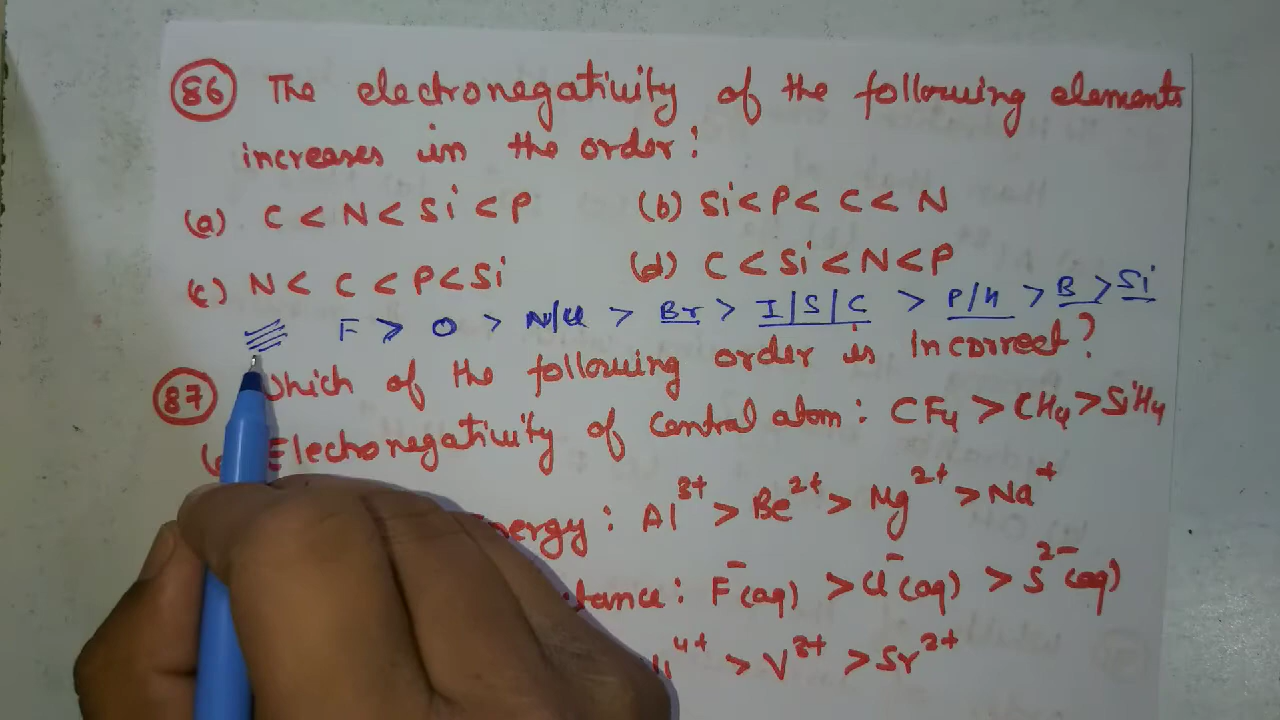 86 The electronegativity of the following elements
increases in the order:
(a) C < N < Si < P (b) Si < P < C < N
(c) N < C < P < Si (d) C < Si < N < P
F > O > N/Cl > Br > I/S/C > P/H > B > Si
87 Which of the following order is incorrect?
Electronegativity of central atom: CF4 > CH4 > SiH4
: Al3+ > Be2+ > Mg2+ > Na+
: F-(aq) > Cl-(aq) > S2-(aq)
4+ > V3+ > Sr2+